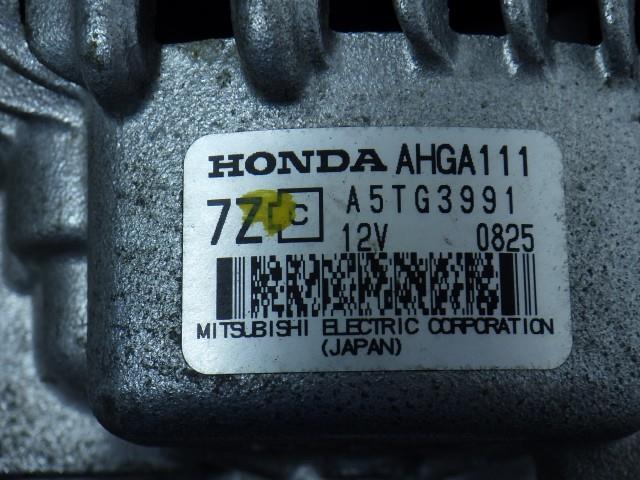 HONDA AHGA111
7Z C A5TG3991
12V 0825
MITSUBISHI ELECTRIC CORPORATION
(JAPAN)